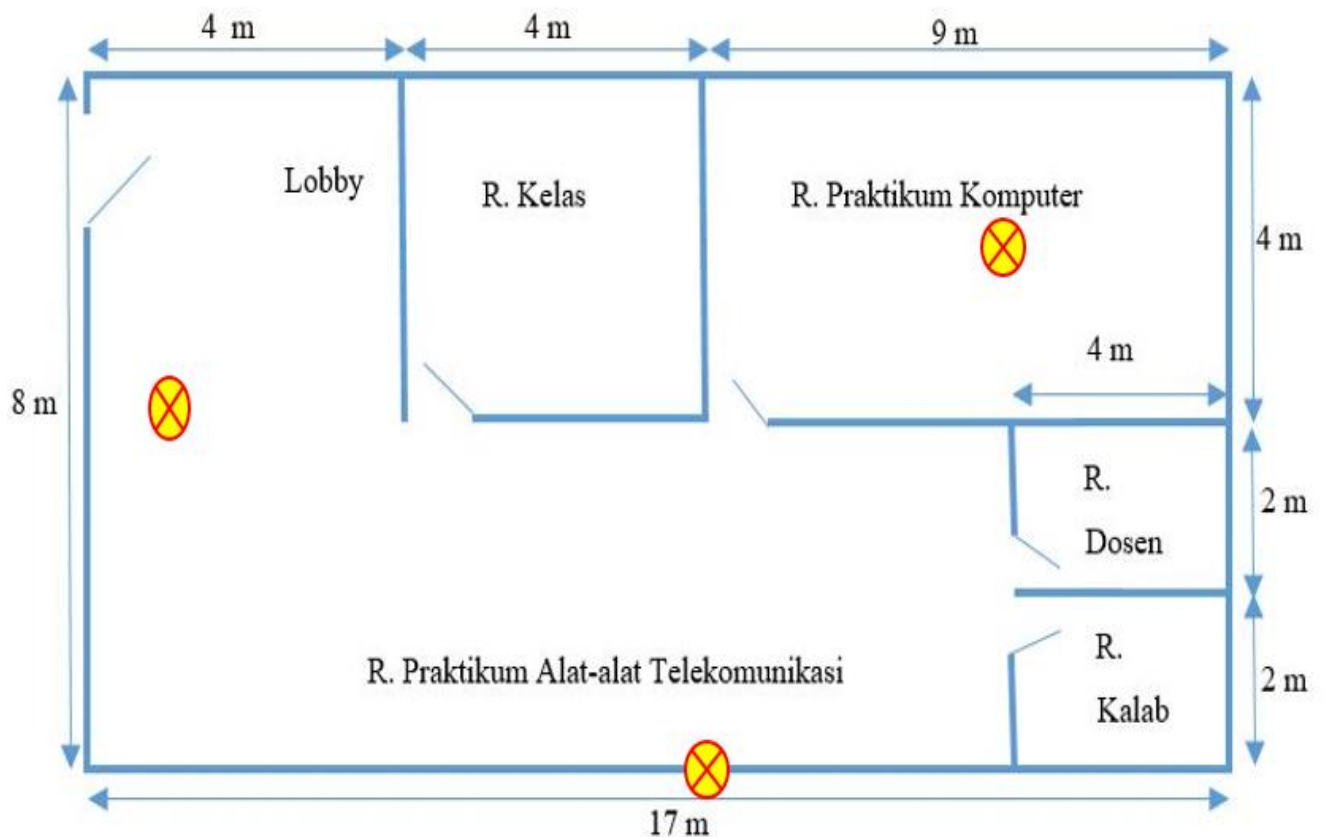 4 m
4 m
9 m
Lobby
R. Kelas
R. Praktikum Komputer
4 m
4 m
8 m
R.
Dosen
2 m
R. Praktikum Alat-alat Telekomunikasi
R.
Kalab
2 m
17 m